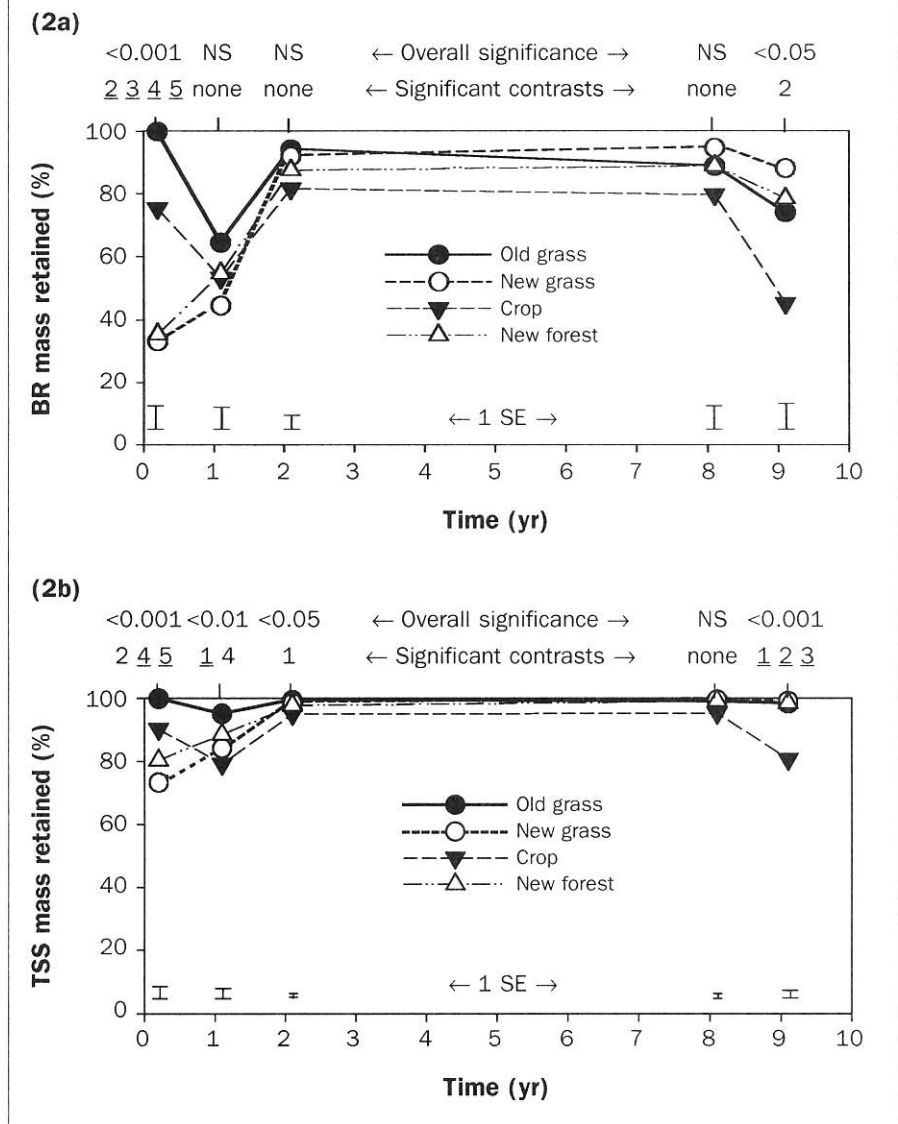 (2a)
<0.001 NS NS ← Overall significance → NS <0.05
2 3 4 5 none none ← Significant contrasts → none 2
100
80
60
40
20
0
BR mass retained (%)
Old grass
New grass
Crop
New forest
← 1 SE →
0 1 2 3 4 5 6 7 8 9 10
Time (yr)
(2b)
<0.001 <0.01 <0.05 ← Overall significance → NS <0.001
2 4 5 1 4 1 ← Significant contrasts → none 1 2 3
100
80
60
40
20
0
TSS mass retained (%)
Old grass
New grass
Crop
New forest
← 1 SE →
0 1 2 3 4 5 6 7 8 9 10
Time (yr)